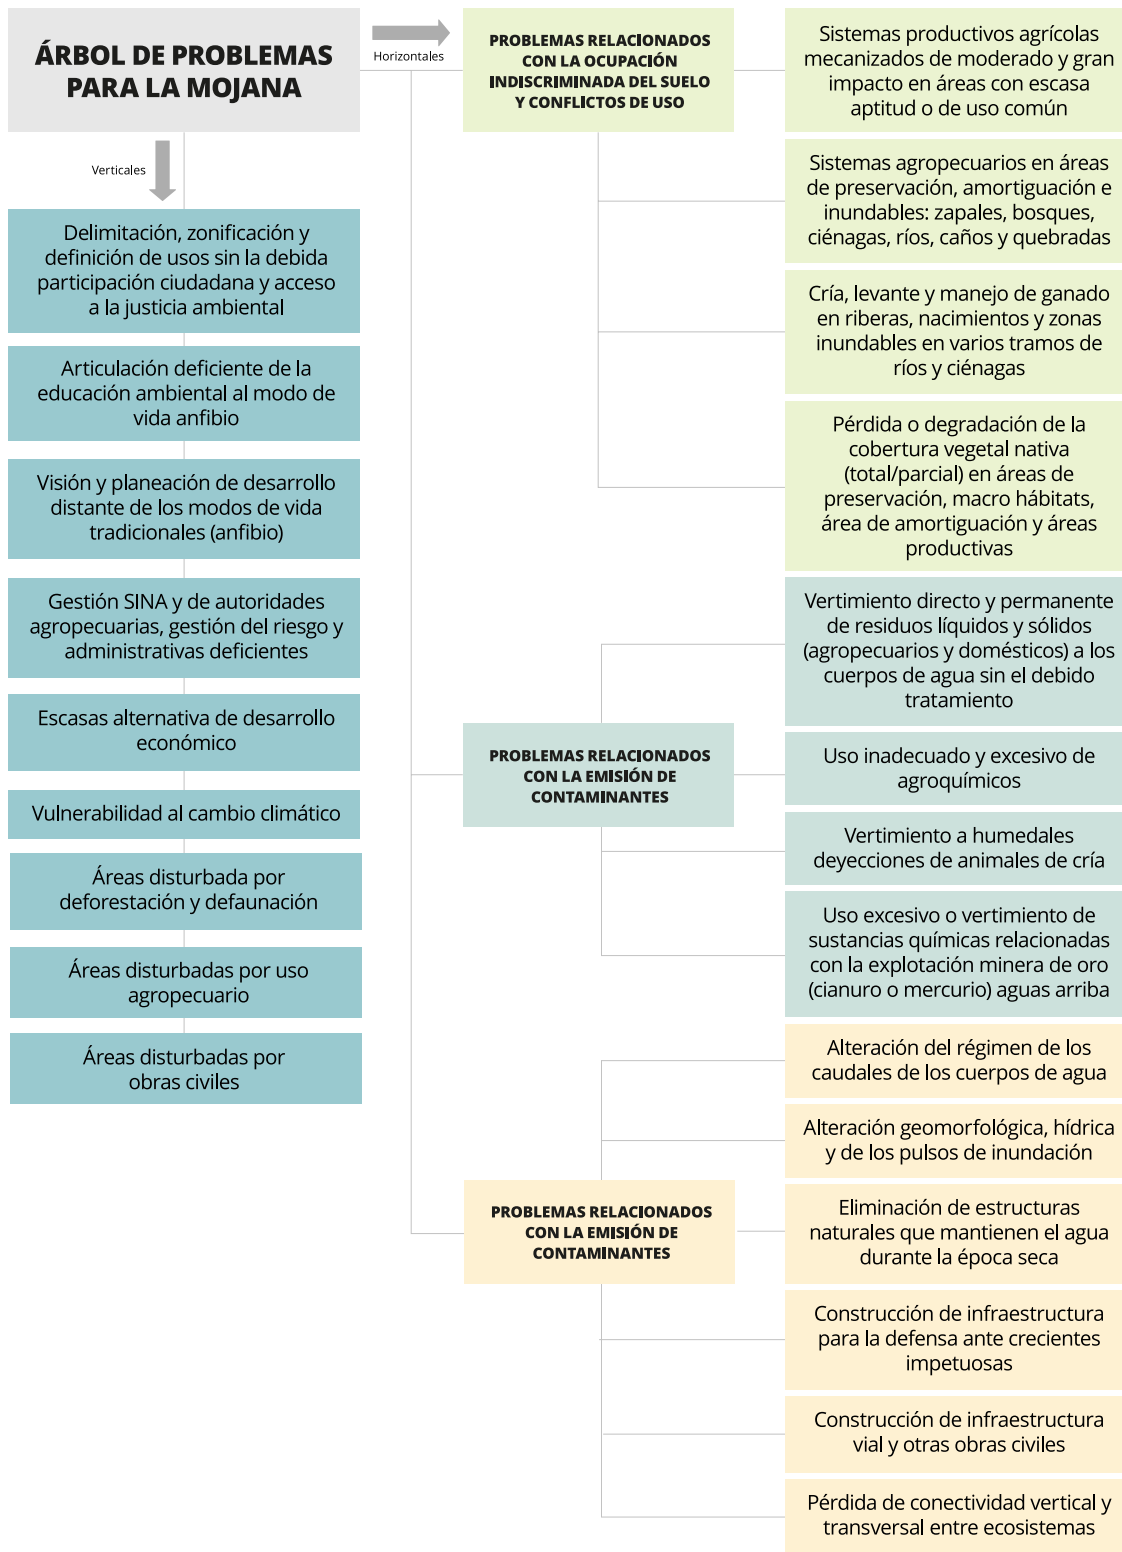 ÁRBOL DE PROBLEMAS
PARA LA MOJANA
Horizontales
Verticales
Delimitación, zonificación y
definición de usos sin la debida
participación ciudadana y acceso
a la justicia ambiental
Articulación deficiente de la
educación ambiental al modo de
vida anfibio
Visión y planeación de desarrollo
distante de los modos de vida
tradicionales (anfibio)
Gestión SINA y de autoridades
agropecuarias, gestión del riesgo y
administrativas deficientes
Escasas alternativa de desarrollo
económico
Vulnerabilidad al cambio climático
Áreas disturbada por
deforestación y defaunación
Áreas disturbadas por uso
agropecuario
Áreas disturbadas por
obras civiles
PROBLEMAS RELACIONADOS
CON LA OCUPACIÓN
INDISCRIMINADA DEL SUELO
Y CONFLICTOS DE USO
Sistemas productivos agrícolas
mecanizados de moderado y gran
impacto en áreas con escasa
aptitud o de uso común
Sistemas agropecuarios en áreas
de preservación, amortiguación e
inundables: zapales, bosques,
ciénagas, ríos, caños y quebradas
Cría, levante y manejo de ganado
en riberas, nacimientos y zonas
inundables en varios tramos de
ríos y ciénagas
Pérdida o degradación de la
cobertura vegetal nativa
(total/parcial) en áreas de
preservación, macro hábitats,
área de amortiguación y áreas
productivas
PROBLEMAS RELACIONADOS
CON LA EMISIÓN DE
CONTAMINANTES
Vertimiento directo y permanente
de residuos líquidos y sólidos
(agropecuarios y domésticos) a los
cuerpos de agua sin el debido
tratamiento
Uso inadecuado y excesivo de
agroquímicos
Vertimiento a humedales
deyecciones de animales de cría
Uso excesivo o vertimiento de
sustancias químicas relacionadas
con la explotación minera de oro
(cianuro o mercurio) aguas arriba
PROBLEMAS RELACIONADOS
CON LA EMISIÓN DE
CONTAMINANTES
Alteración del régimen de los
caudales de los cuerpos de agua
Alteración geomorfológica, hídrica
y de los pulsos de inundación
Eliminación de estructuras
naturales que mantienen el agua
durante la época seca
Construcción de infraestructura
para la defensa ante crecientes
impetuosas
Construcción de infraestructura
vial y otras obras civiles
Pérdida de conectividad vertical y
transversal entre ecosistemas